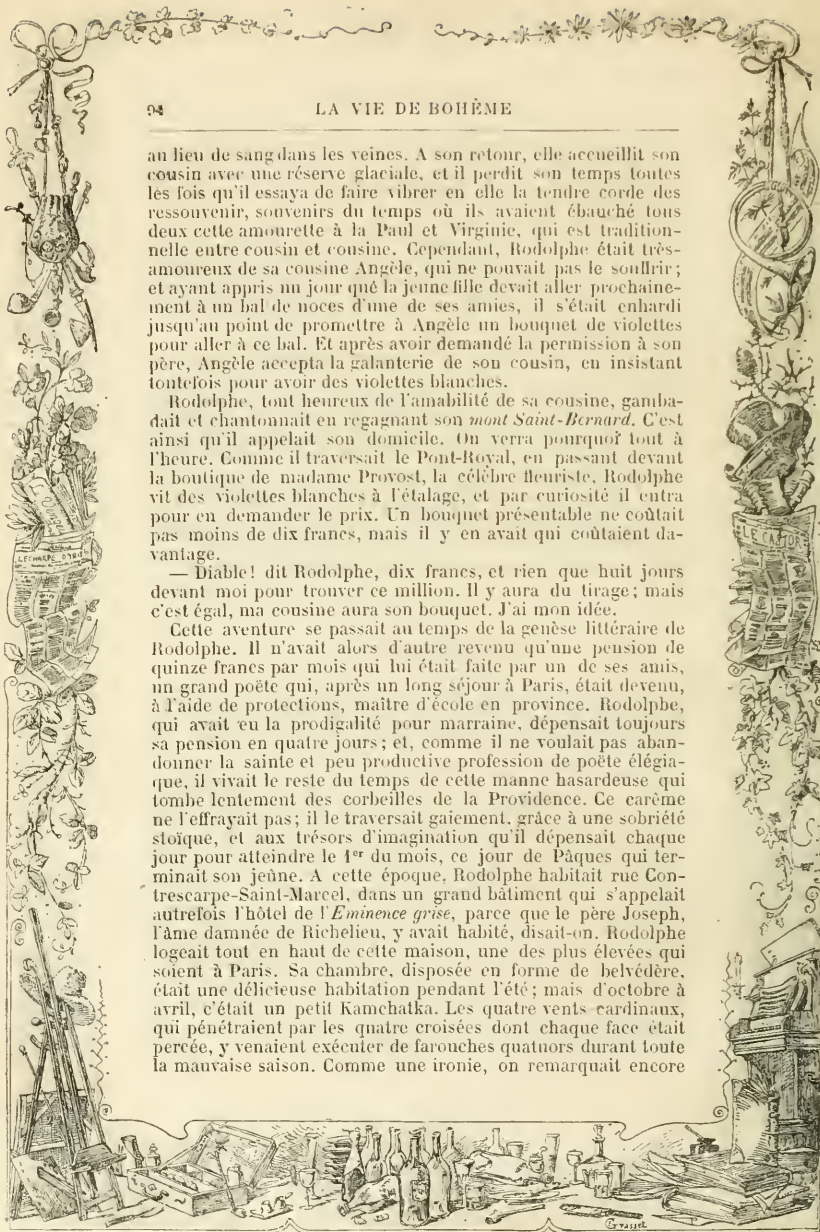 94
LA VIE DE BOHÈME
au lieu de sang dans les veines. A son retour, elle accueillit son
cousin avec une réserve glaciale, et il perdit son temps toutes
les fois qu'il essaya de faire vibrer en elle la tendre corde des
ressouvenir, souvenirs du temps où ils avaient ébauché tous
deux cette amourette à la Paul et Virginie, qui est tradition-
nelle entre cousin et cousine. Cependant, Rodolphe était très-
amoureux de sa cousine Angèle, qui ne pouvait pas le souffrir;
et ayant appris un jour qué la jeune fille devait aller prochaine-
ment à un bal de noces d'une de ses amies, il s'était enhardi
jusqu'au point de promettre à Angèle un bouquet de violettes
pour aller à ce bal. Et après avoir demandé la permission à son
père, Angèle accepta la galanterie de son cousin, en insistant
toutefois pour avoir des violettes blanches.
Rodolphe, tout heureux de l'amabilité de sa cousine, gamba-
dait et chantonnait en regagnant son mont Saint-Bernard. C'est
ainsi qu'il appelait son domicile. On verra pourquoi tout à
l'heure. Comme il traversait le Pont-Royal, en passant devant
la boutique de madame Provost, la célèbre fleuriste, Rodolphe
vit des violettes blanches à l'étalage, et par curiosité il entra
pour en demander le prix. Un bouquet présentable ne coûtait
pas moins de dix francs, mais il y en avait qui coûtaient da-
vantage.
— Diable! dit Rodolphe, dix francs, et rien que huit jours
devant moi pour trouver ce million. Il y aura du tirage; mais
c'est égal, ma cousine aura son bouquet. J'ai mon idée.
Cette aventure se passait au temps de la genèse littéraire de
Rodolphe. Il n'avait alors d'autre revenu qu'une pension de
quinze francs par mois qui lui était faite par un de ses amis,
un grand poëte qui, après un long séjour à Paris, était devenu,
à l'aide de protections, maître d'école en province. Rodolphe,
qui avait eu la prodigalité pour marraine, dépensait toujours
sa pension en quatre jours; et, comme il ne voulait pas aban-
donner la sainte et peu productive profession de poëte élégia-
que, il vivait le reste du temps de cette manne hasardeuse qui
tombe lentement des corbeilles de la Providence. Ce carême
ne l'effrayait pas; il le traversait gaiement, grâce à une sobriété
stoïque, et aux trésors d'imagination qu'il dépensait chaque
jour pour atteindre le 1er du mois, ce jour de Pâques qui ter-
minait son jeûne. A cette époque, Rodolphe habitait rue Con-
trescarpe-Saint-Marcel, dans un grand bâtiment qui s'appelait
autrefois l'hôtel de l'Eminence grise, parce que le père Joseph,
l'âme damnée de Richelieu, y avait habité, disait-on. Rodolphe
logeait tout en haut de cette maison, une des plus élevées qui
soient à Paris. Sa chambre, disposée en forme de belvédère,
était une délicieuse habitation pendant l'été; mais d'octobre à
avril, c'était un petit Kamchatka. Les quatre vents cardinaux,
qui pénétraient par les quatre croisées dont chaque face était
percée, y venaient exécuter de farouches quatuors durant toute
la mauvaise saison. Comme une ironie, on remarquait encore
LE CASTOR
Grasset